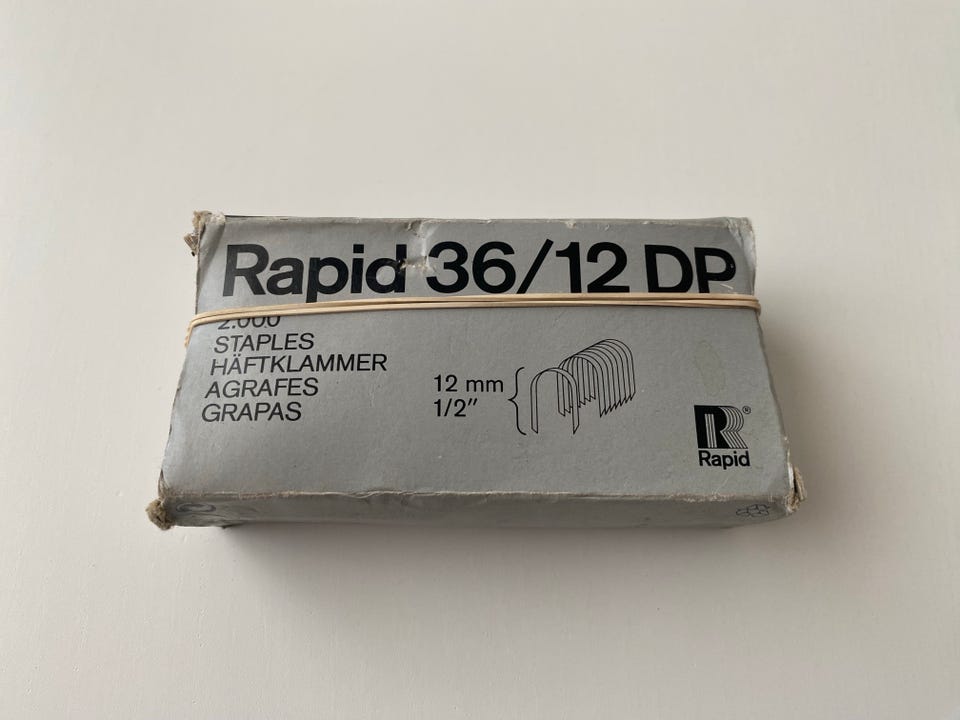 Rapid 36/12 DP
2.000
STAPLES
HÄFTKLAMMER
AGRAFES
GRAPAS
12 mm
1/2"
R®
Rapid